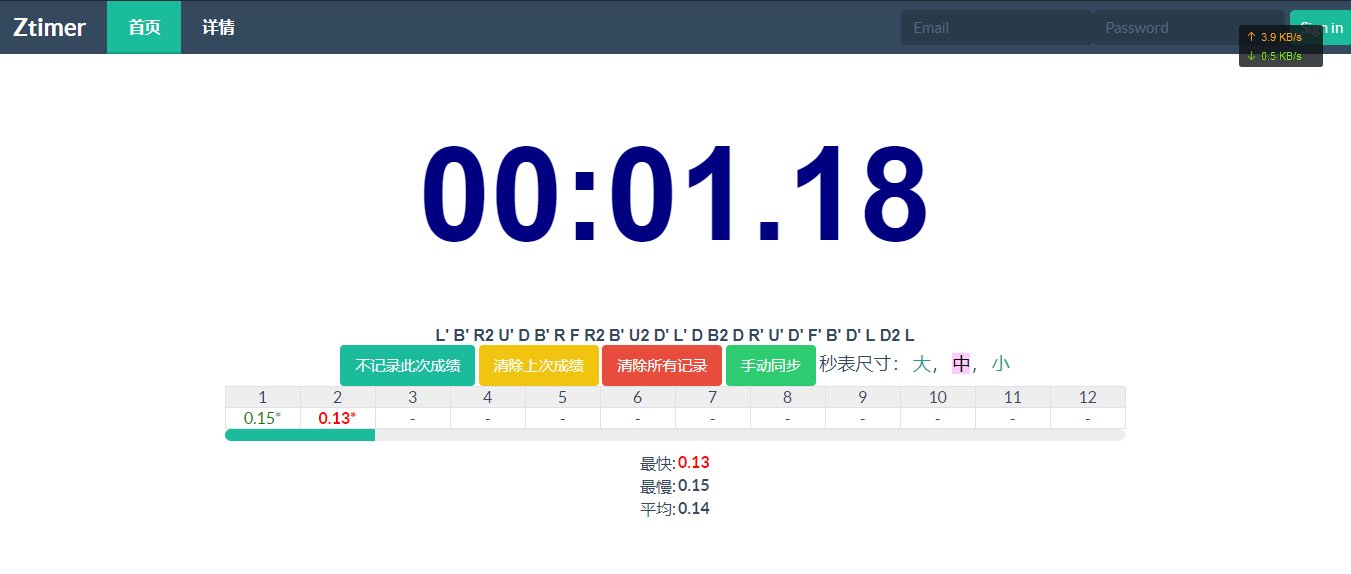 Ztimer 首页 详情 Email Password Sign in
↑ 3.9 KB/s
↓ 0.5 KB/s
00:01.18
L' B' R2 U' D B' R F R2 B' U2 D' L' D B2 D R' U' D' F' B' D' L D2 L
不记录此次成绩 清除上次成绩 清除所有记录 手动同步 秒表尺寸： 大， 中， 小
1 2 3 4 5 6 7 8 9 10 11 12
0.15* 0.13* - - - - - - - - - -
最快: 0.13
最慢: 0.15
平均: 0.14